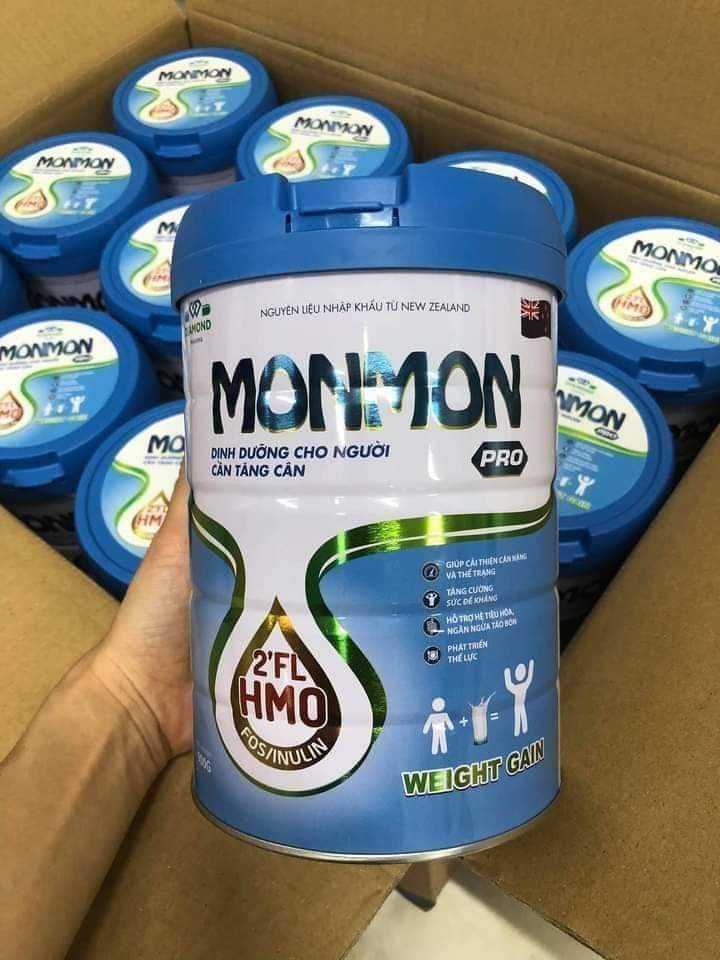 NGUYÊN LIỆU NHẬP KHẨU TỪ NEW ZEALAND
MONMON
PRO
DINH DƯỠNG CHO NGƯỜI
CẦN TĂNG CÂN
GIÚP CẢI THIỆN CÂN NẶNG
VÀ THỂ TRẠNG
TĂNG CƯỜNG
SỨC ĐỀ KHÁNG
HỖ TRỢ HỆ TIÊU HÓA,
NGĂN NGỪA TÁO BÓN
PHÁT TRIỂN
THỂ LỰC
2'FL
HMO
FOS/INULIN
+ =
WEIGHT GAIN
MONMON
MONMON
MONMON
MONMON
MONMON
HMO
HMO